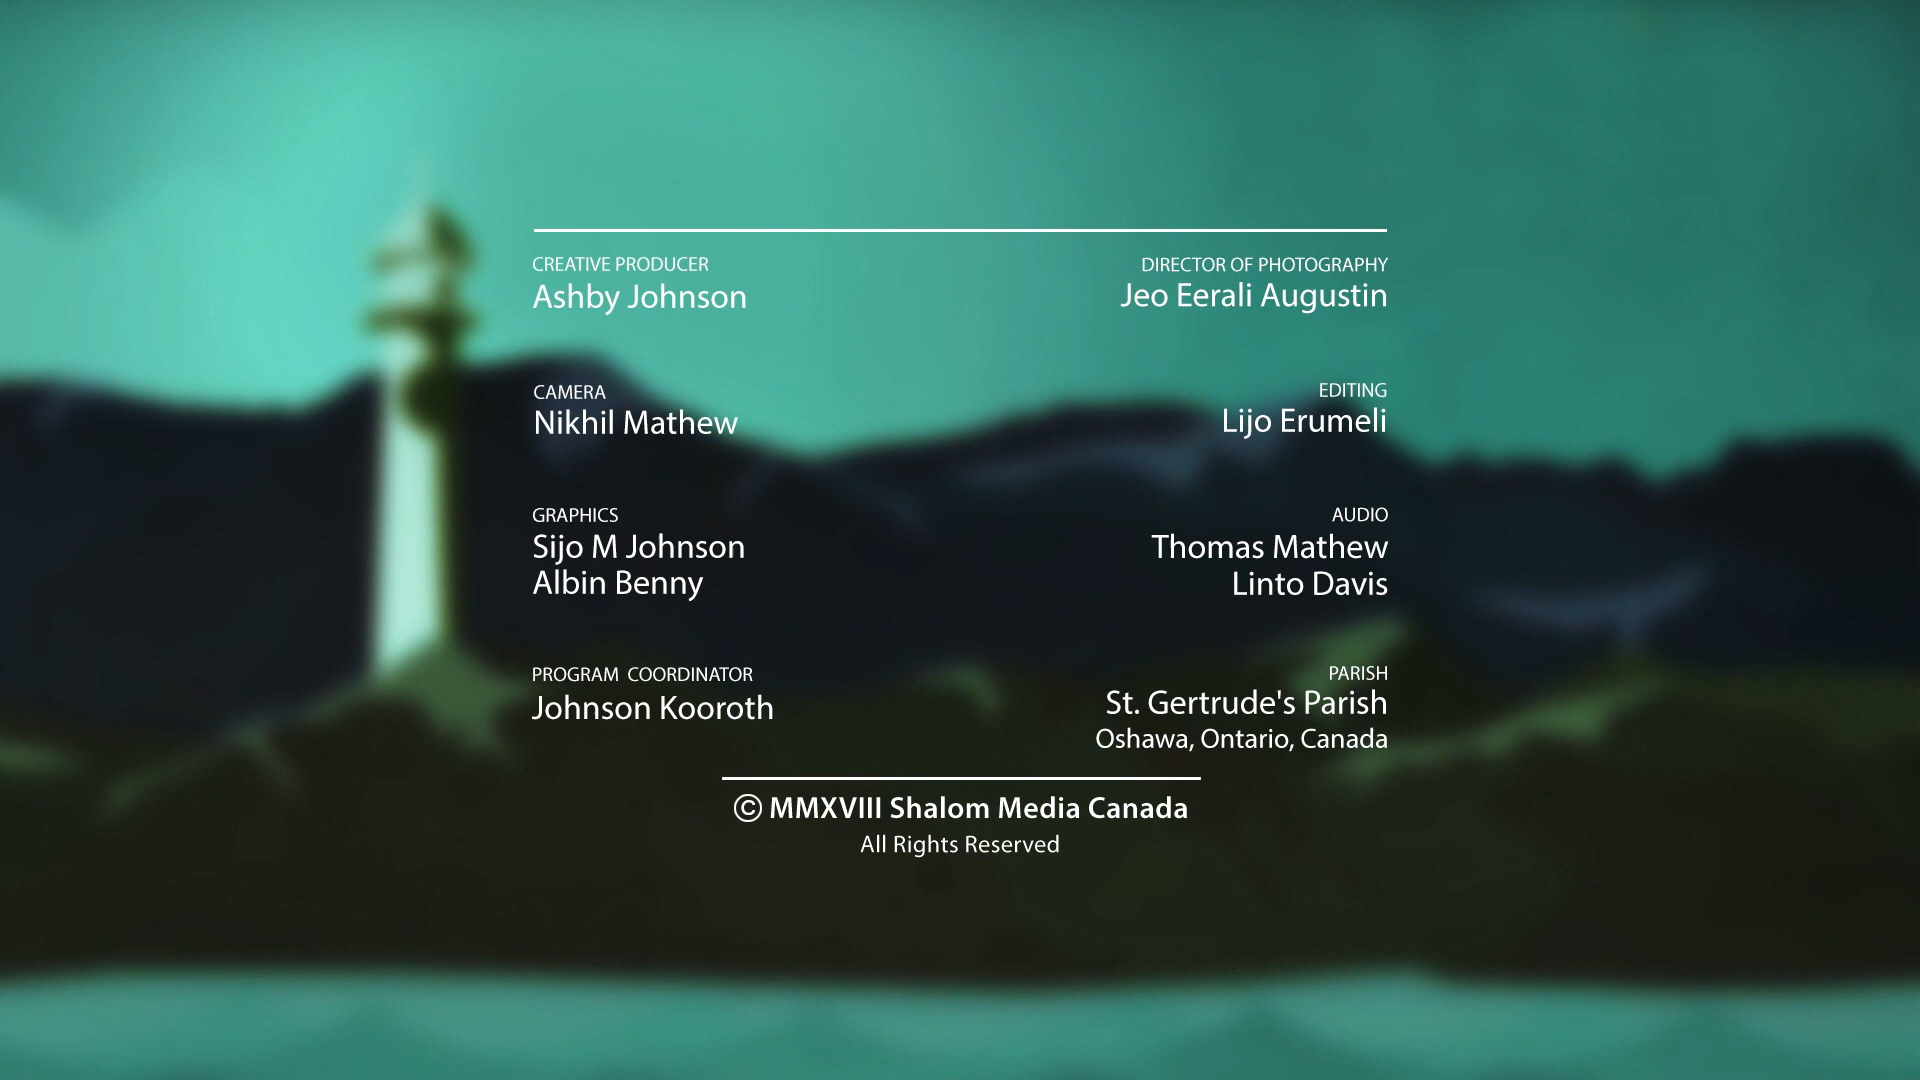 CREATIVE PRODUCER
Ashby Johnson
DIRECTOR OF PHOTOGRAPHY
Jeo Eerali Augustin
CAMERA
Nikhil Mathew
EDITING
Lijo Erumeli
GRAPHICS
Sijo M Johnson
Albin Benny
AUDIO
Thomas Mathew
Linto Davis
PROGRAM COORDINATOR
Johnson Kooroth
PARISH
St. Gertrude's Parish
Oshawa, Ontario, Canada
© MMXVIII Shalom Media Canada
All Rights Reserved